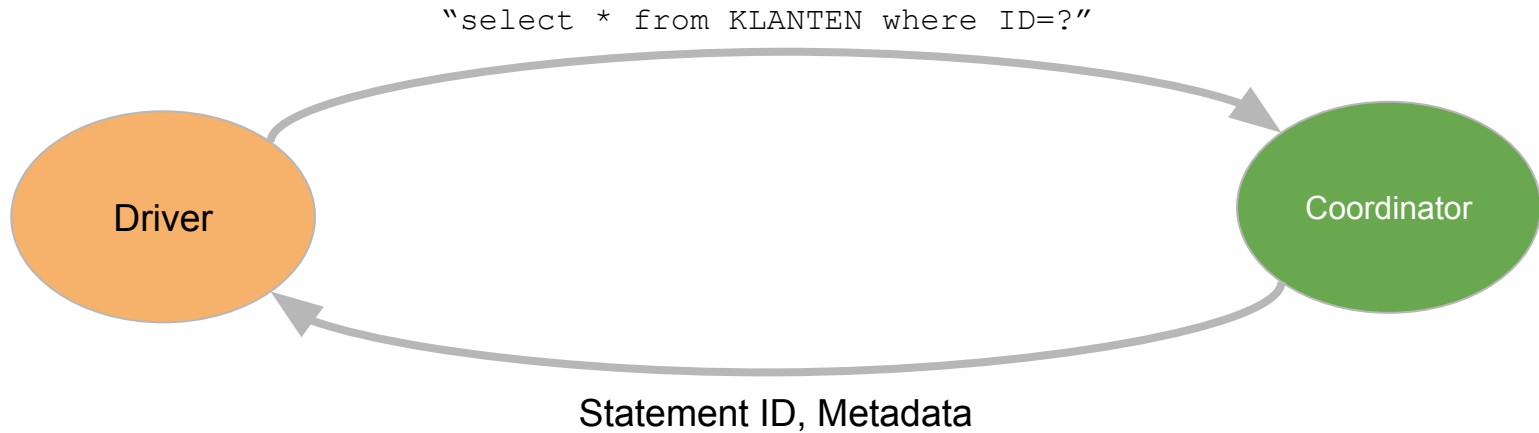 “select * from KLANTEN where ID=?”
Driver
Coordinator
Statement ID, Metadata